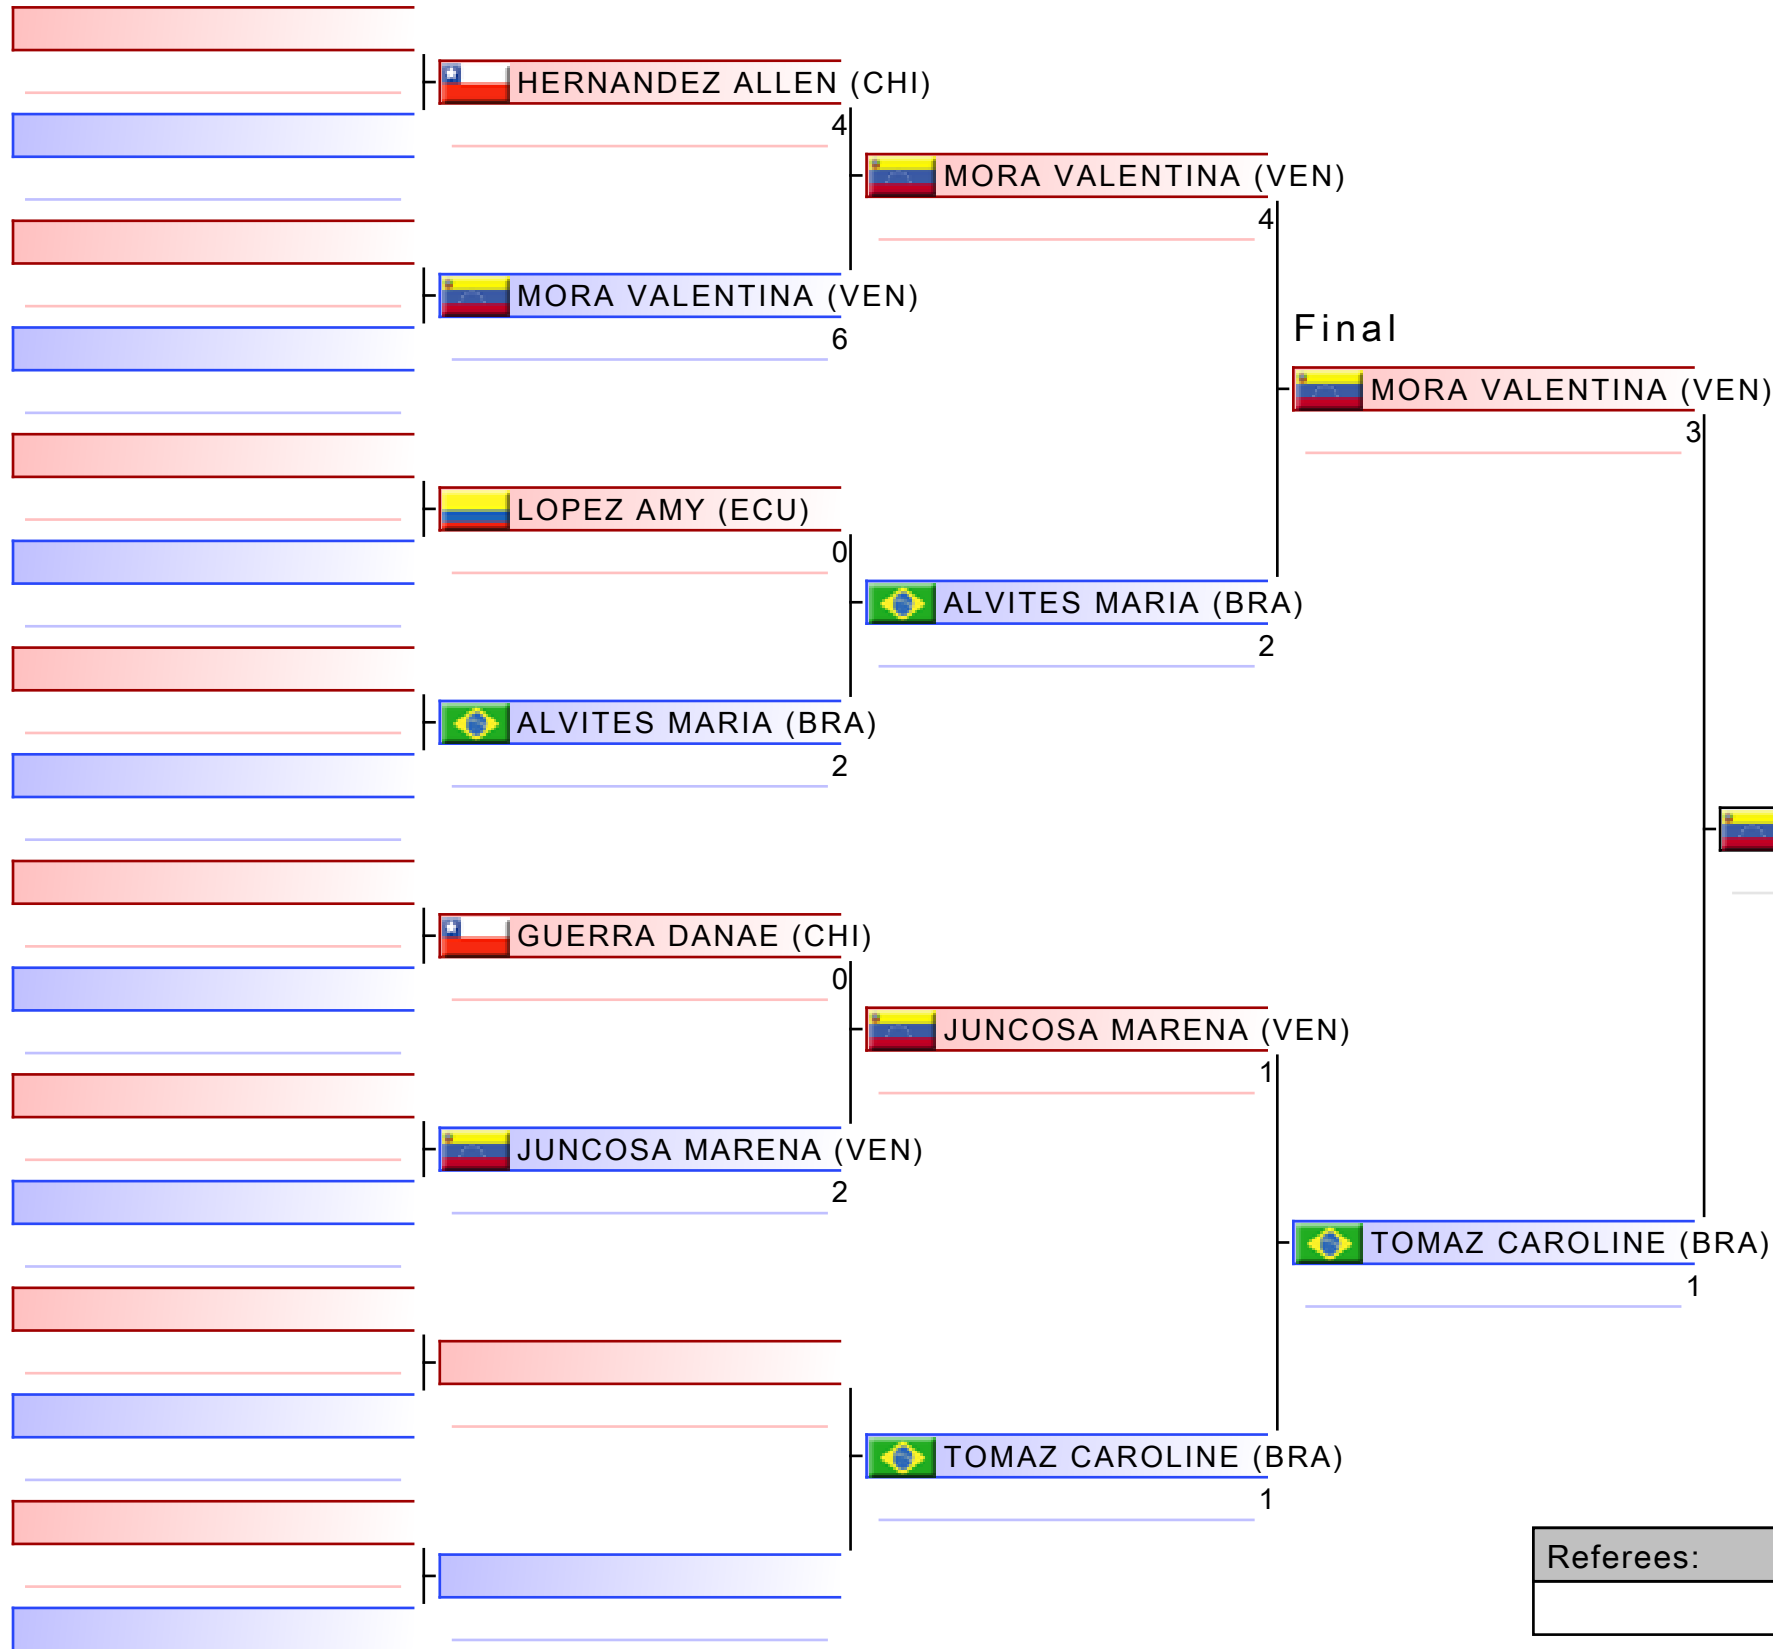 HERNANDEZ ALLEN (CHI)
4
MORA VALENTINA (VEN)
4
MORA VALENTINA (VEN)
6
Final
MORA VALENTINA (VEN)
3
LOPEZ AMY (ECU)
0
ALVITES MARIA (BRA)
2
ALVITES MARIA (BRA)
2
GUERRA DANAE (CHI)
0
JUNCOSA MARENA (VEN)
1
JUNCOSA MARENA (VEN)
2
TOMAZ CAROLINE (BRA)
1
TOMAZ CAROLINE (BRA)
1
Referees: